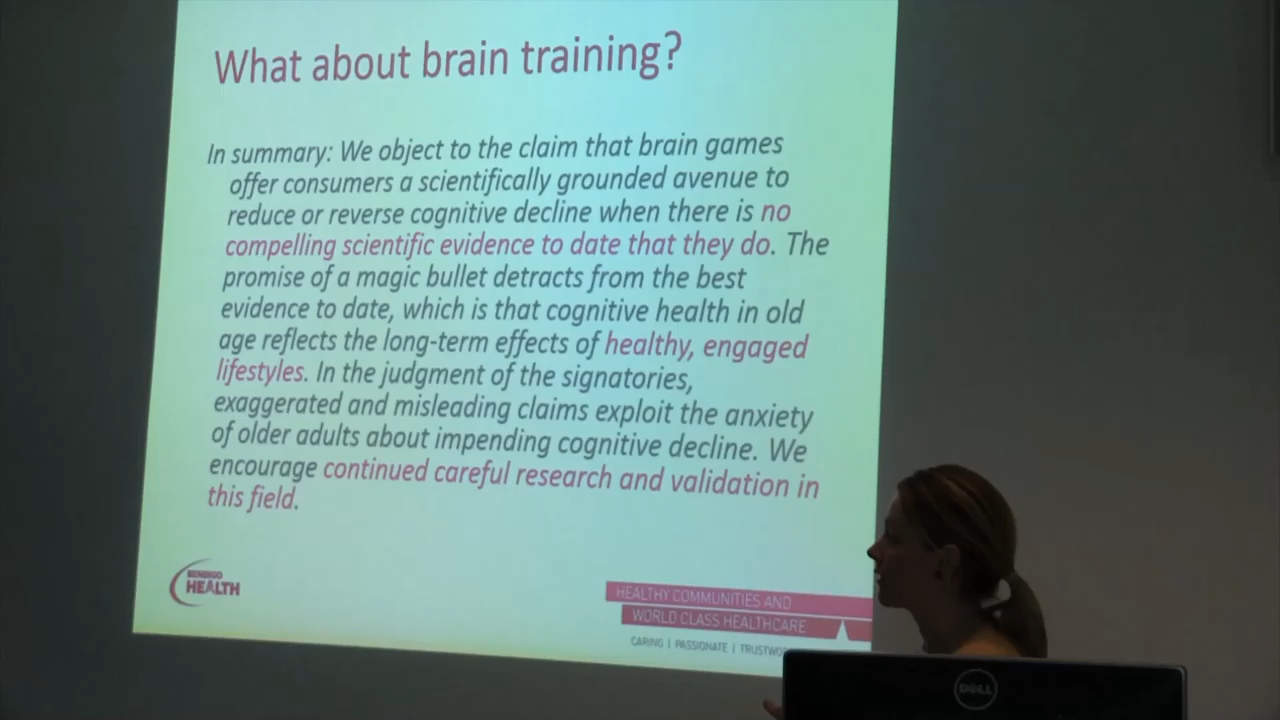 What about brain training?
In summary: We object to the claim that brain games
offer consumers a scientifically grounded avenue to
reduce or reverse cognitive decline when there is no
compelling scientific evidence to date that they do. The
promise of a magic bullet detracts from the best
evidence to date, which is that cognitive health in old
age reflects the long-term effects of healthy, engaged
lifestyles. In the judgment of the signatories,
exaggerated and misleading claims exploit the anxiety
of older adults about impending cognitive decline. We
encourage continued careful research and validation in
this field.
BENDIGO
HEALTH
HEALTHY COMMUNITIES AND
WORLD CLASS HEALTHCARE
CARING | PASSIONATE | TRUSTWO
DELL